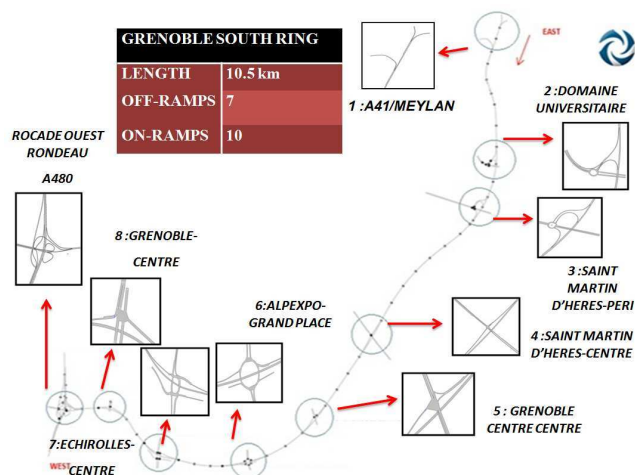 GRENOBLE SOUTH RING
LENGTH 10.5 km
OFF-RAMPS 7
ON-RAMPS 10
EAST
1 :A41/MEYLAN
2 :DOMAINE
UNIVERSITAIRE
ROCADE OUEST
RONDEAU
A480
8 :GRENOBLE-
CENTRE
3 :SAINT
MARTIN
D'HERES-PERI
6 :ALPEXPO-
GRAND PLACE
4 :SAINT MARTIN
D'HERES-CENTRE
5 : GRENOBLE
CENTRE CENTRE
7:ECHIROLLES-
CENTRE
WEST